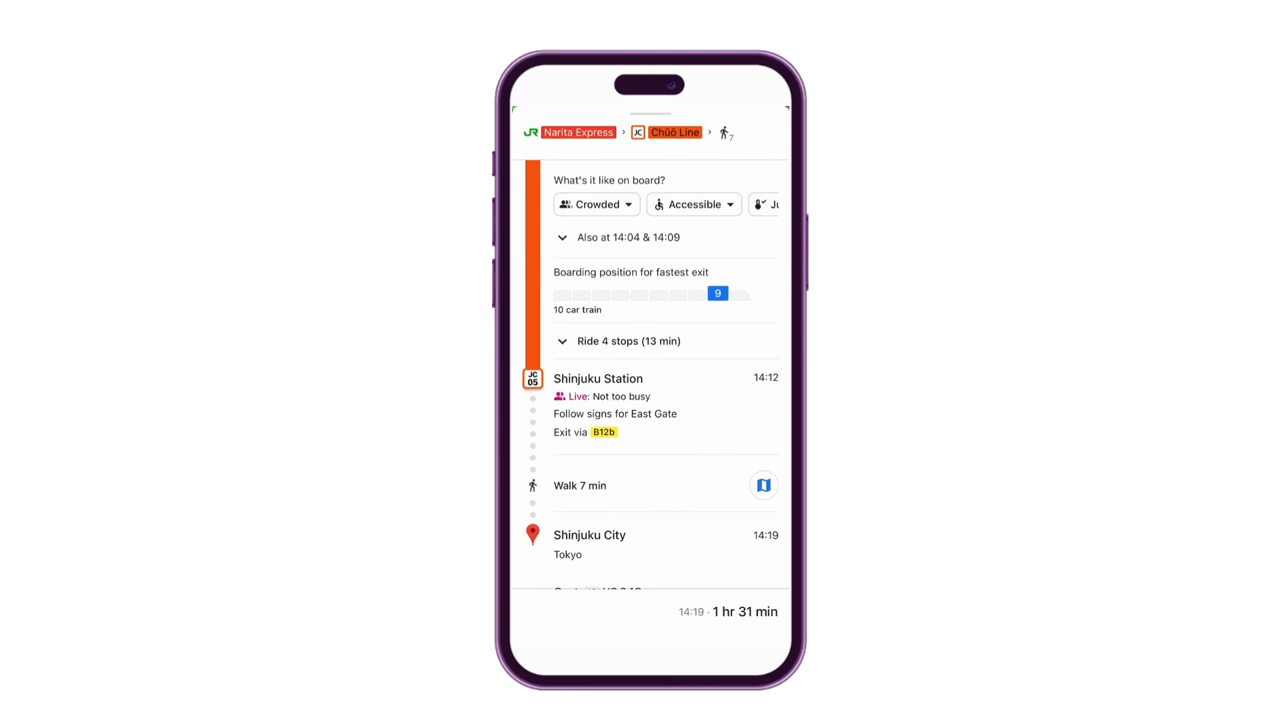 JR Narita Express › JC Chūō Line › 7
What's it like on board?
Crowded Accessible
Also at 14:04 & 14:09
Boarding position for fastest exit
9
10 car train
Ride 4 stops (13 min)
JC 05
Shinjuku Station 14:12
Live: Not too busy
Follow signs for East Gate
Exit via B12b
Walk 7 min
Shinjuku City 14:19
Tokyo
14:19 · 1 hr 31 min